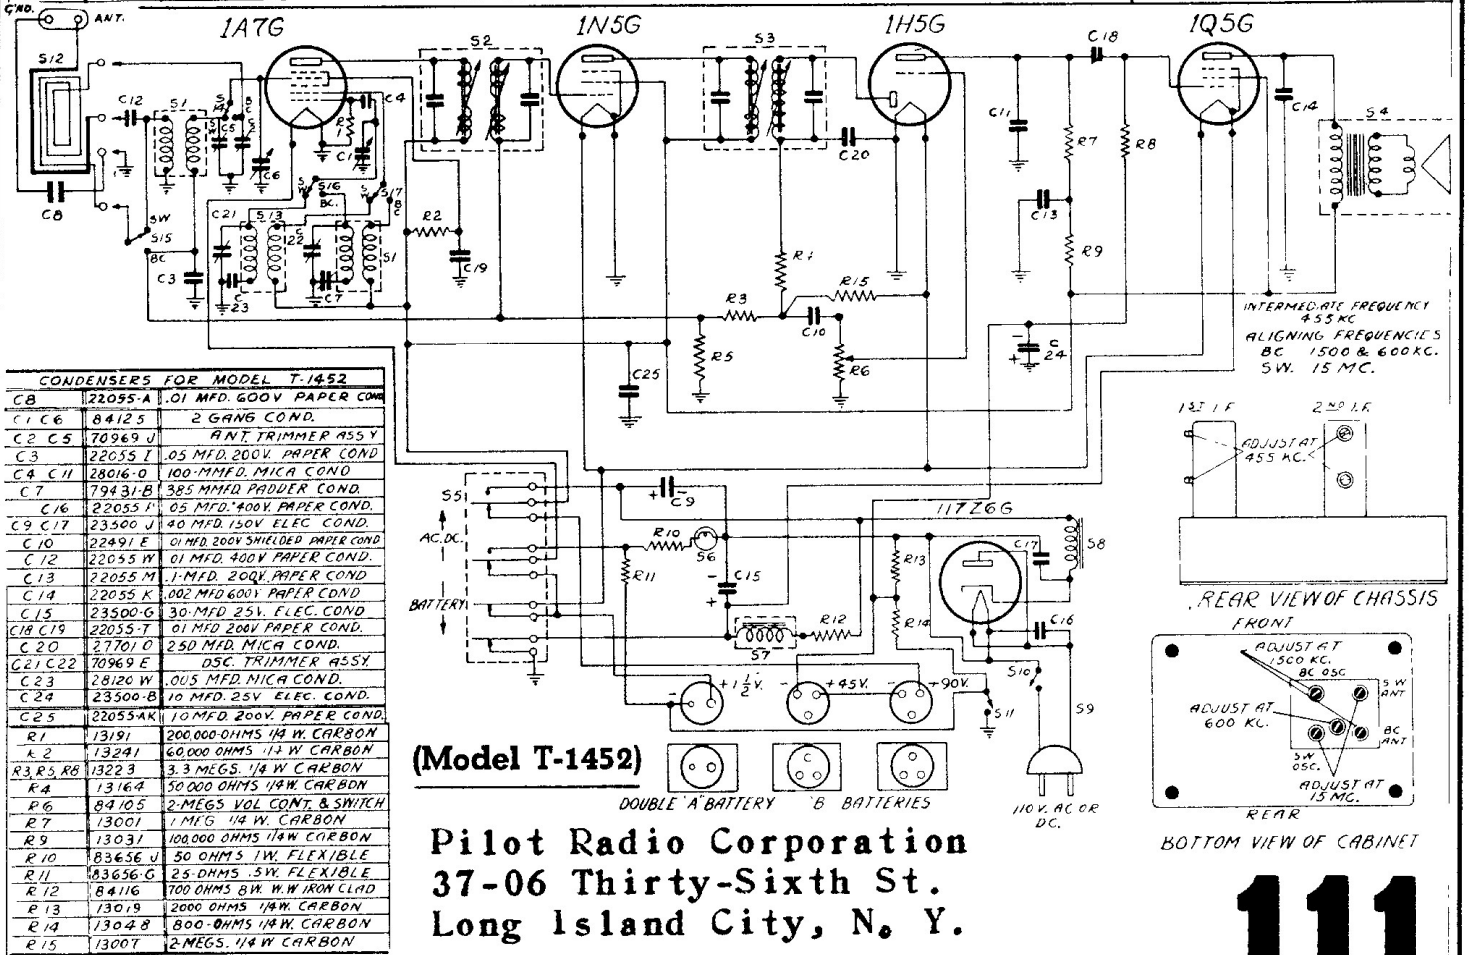 GND.
ANT.
1A7G
1N5G
1H5G
1Q5G
S12
C12
S1
S14
SW
BC
C5
C2
C6
R1
C4
C1
S2
S3
C18
C11
R7
R8
C14
S4
C8
C20
C13
R9
S16
SW
BC.
S17
SW
BC
C21
S13
C22
S1
R2
C19
SW
S15
BC
C3
C23
C7
R15
R3
C10
R5
R6
C25
C24
INTERMEDIATE FREQUENCY
455 KC
ALIGNING FREQUENCIES
BC 1500 & 600 KC.
SW. 15 MC.
CONDENSERS FOR MODEL T-1452
C8 22055-A .01 MFD. 600V PAPER COND
C1 C6 84125 2 GANG COND.
C2 C5 70969 J ANT. TRIMMER ASSY
C3 22055 I .05 MFD. 200V. PAPER COND
C4 C11 28016-0 100-MMFD. MICA COND
C7 79431-B 385 MMFD. PADDER COND.
C16 22055 F .05 MFD. 400V. PAPER COND.
C9 C17 23500 J 40 MFD. 150V ELEC COND.
C10 22491 E .01 MFD. 200V SHIELDED PAPER COND
C12 22055 W .01 MFD. 400V PAPER COND.
C13 22055 M .1-MFD. 200V. PAPER COND
C14 22055 K .002 MFD 600V PAPER COND
C15 23500-G 30-MFD 25V. ELEC. COND
C18 C19 22055-T .01 MFD 200V PAPER COND.
C20 27701 0 250 MFD. MICA COND.
C21 C22 70969 E OSC. TRIMMER ASSY.
C23 28120 W .005 MFD. MICA COND.
C24 23500-B 10 MFD. 25V ELEC. COND.
C25 22055-AK .10 MFD. 200V. PAPER COND.
R1 13191 200,000-OHMS 1/4 W. CARBON
R2 13241 60,000 OHMS 1/4 W CARBON
R3, R5, R8 13223 3.3 MEGS. 1/4 W CARBON
R4 13164 50 000 OHMS 1/4W. CARBON
R6 84105 2-MEGS VOL CONT. & SWITCH
R7 13001 1 MEG 1/4 W. CARBON
R9 13031 100,000 OHMS 1/4W CARBON
R10 83656 J 50 OHMS 1W. FLEXIBLE
R11 83656-G 25-OHMS .5W. FLEXIBLE
R12 84116 700 OHMS 8W. W.W IRON CLAD
R13 13019 2000 OHMS 1/4W. CARBON
R14 13048 800-OHMS 1/4W. CARBON
R15 13007 2-MEGS. 1/4 W CARBON
1ST I.F
2ND I.F.
ADJUST AT
455 KC.
REAR VIEW OF CHASSIS
S5
AC.DC.
BATTERY
C9
R10
S6
R11
C15
S7
R12
R13
R14
117Z6G
C17
S8
C16
S10
S11
S9
+1 1/2 V.
+45V.
+90V.
DOUBLE 'A' BATTERY
'B' BATTERIES
C
110 V. AC OR
DC.
FRONT
ADJUST AT
1500 KC.
BC OSC
SW
ANT
ADJUST AT
600 KC.
BC
ANT
SW
OSC.
ADJUST AT
15 MC.
REAR
BOTTOM VIEW OF CABINET
(Model T-1452)
Pilot Radio Corporation
37-06 Thirty-Sixth St.
Long Island City, N. Y.
111